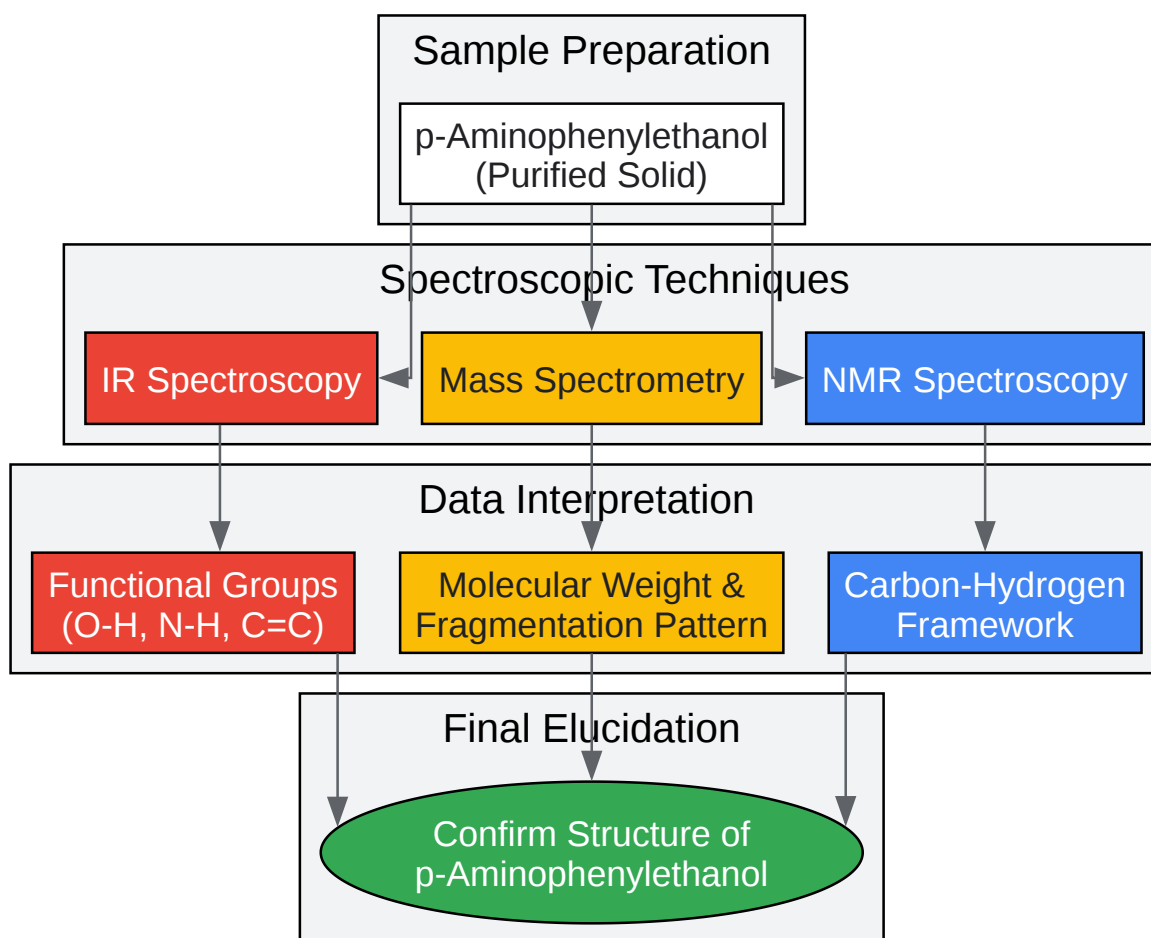 Sample Preparation
p-Aminophenylethanol
(Purified Solid)
Spectroscopic Techniques
IR Spectroscopy
Mass Spectrometry
NMR Spectroscopy
Data Interpretation
Functional Groups
(O-H, N-H, C=C)
Molecular Weight &
Fragmentation Pattern
Carbon-Hydrogen
Framework
Final Elucidation
Confirm Structure of
p-Aminophenylethanol